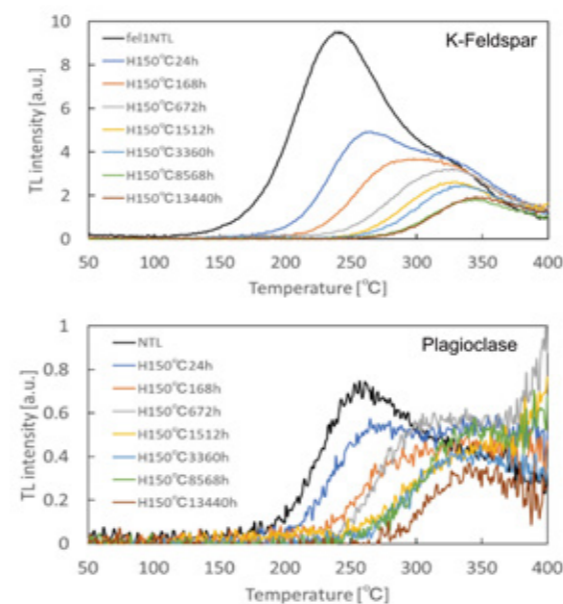 K-Feldspar
TL intensity [a.u.]
10
8
6
4
2
0
fel1NTL
H150℃24h
H150℃168h
H150℃672h
H150℃1512h
H150℃3360h
H150℃8568h
H150℃13440h
50 100 150 200 250 300 350 400
Temperature [℃]
Plagioclase
TL intensity [a.u.]
1
0.8
0.6
0.4
0.2
0
NTL
H150℃24h
H150℃168h
H150℃672h
H150℃1512h
H150℃3360h
H150℃8568h
H150℃13440h
50 100 150 200 250 300 350 400
Temperature [℃]